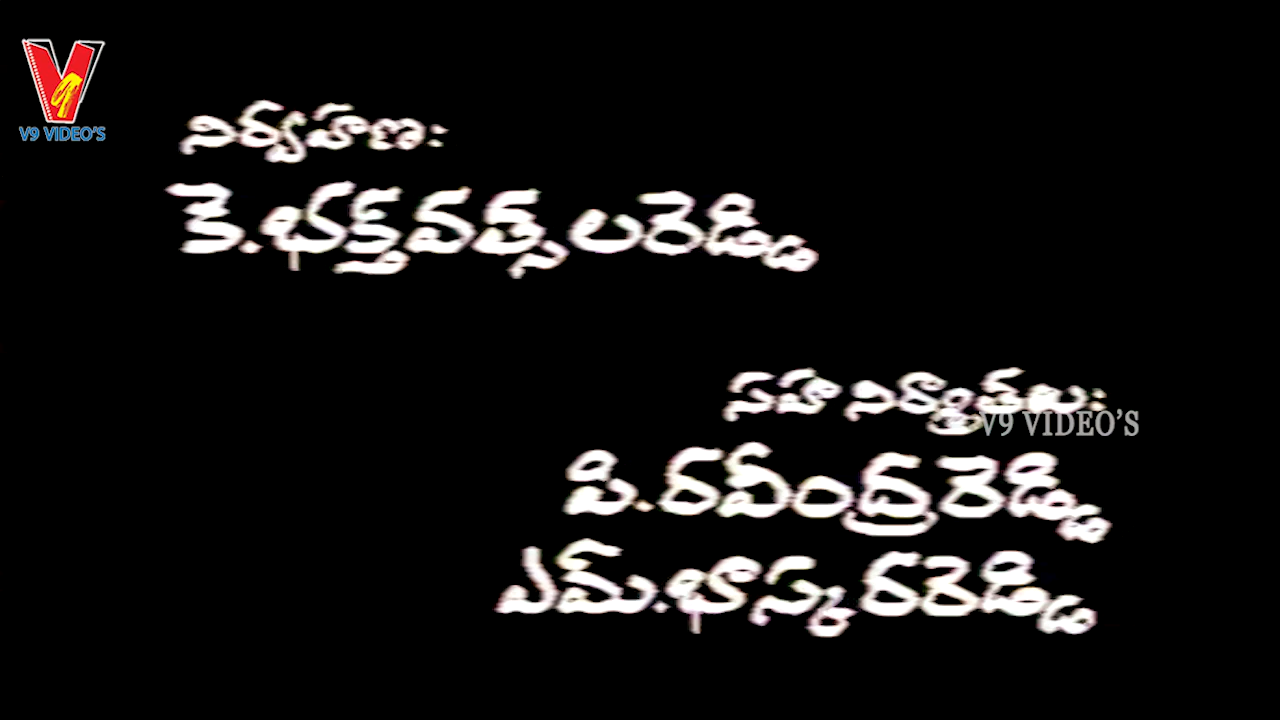 V9 VIDEO'S
నిర్వహణ:
కె.భక్తవత్సలరెడ్డి
సహ నిర్మాతలు:
V9 VIDEO'S
పి.రవీంద్రరెడ్డి
ఎమ్.భాస్కరరెడ్డి